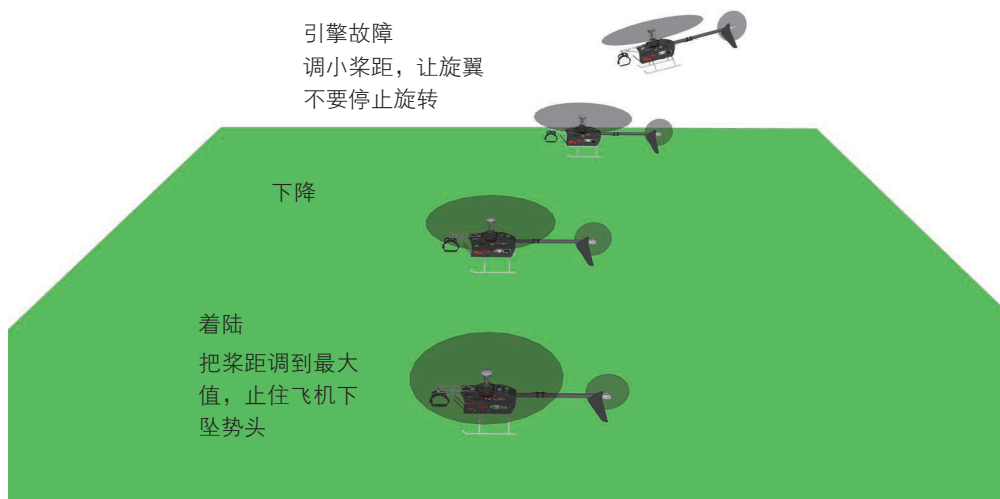 引擎故障
调小桨距，让旋翼
不要停止旋转
下降
着陆
把桨距调到最大
值，止住飞机下
坠势头